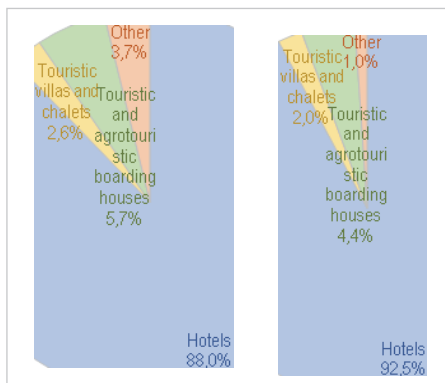 Other
3,7%
Touristic
villas and
chalets
2,6%
Touristic
and
agrotouri
stic
boarding
houses
5,7%
Hotels
88,0%
Other
1,0%
Touristic
villas and
chalets
2,0%
Touristic
and
agrotouri
stic
boarding
houses
4,4%
Hotels
92,5%